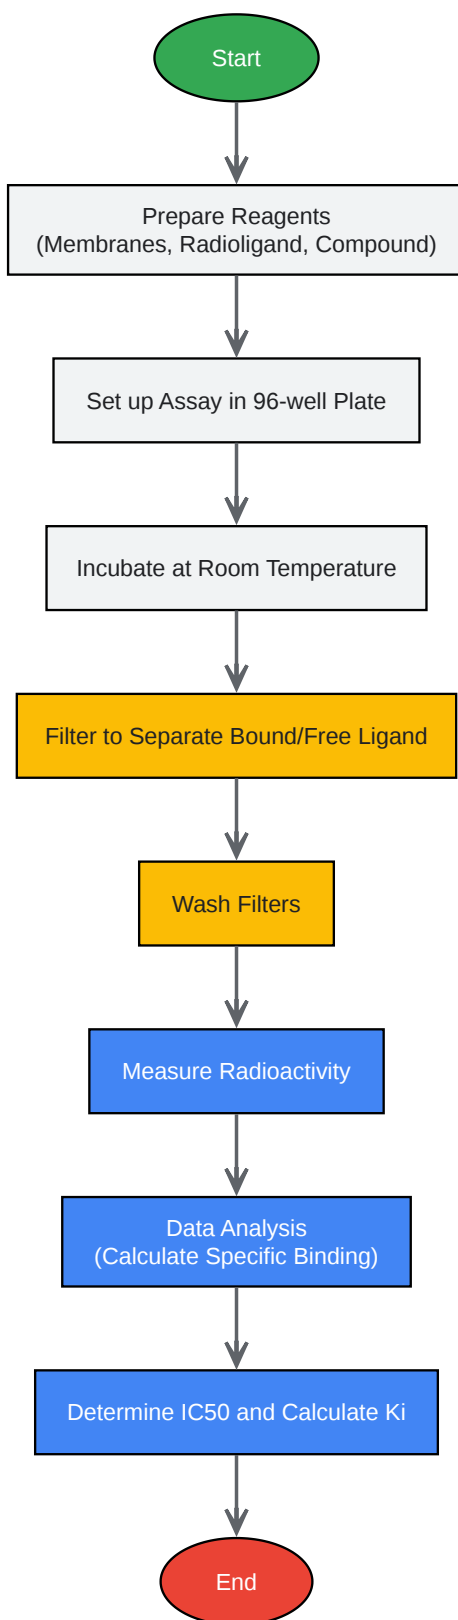 Start
Prepare Reagents
(Membranes, Radioligand, Compound)
Set up Assay in 96-well Plate
Incubate at Room Temperature
Filter to Separate Bound/Free Ligand
Wash Filters
Measure Radioactivity
Data Analysis
(Calculate Specific Binding)
Determine IC50 and Calculate Ki
End